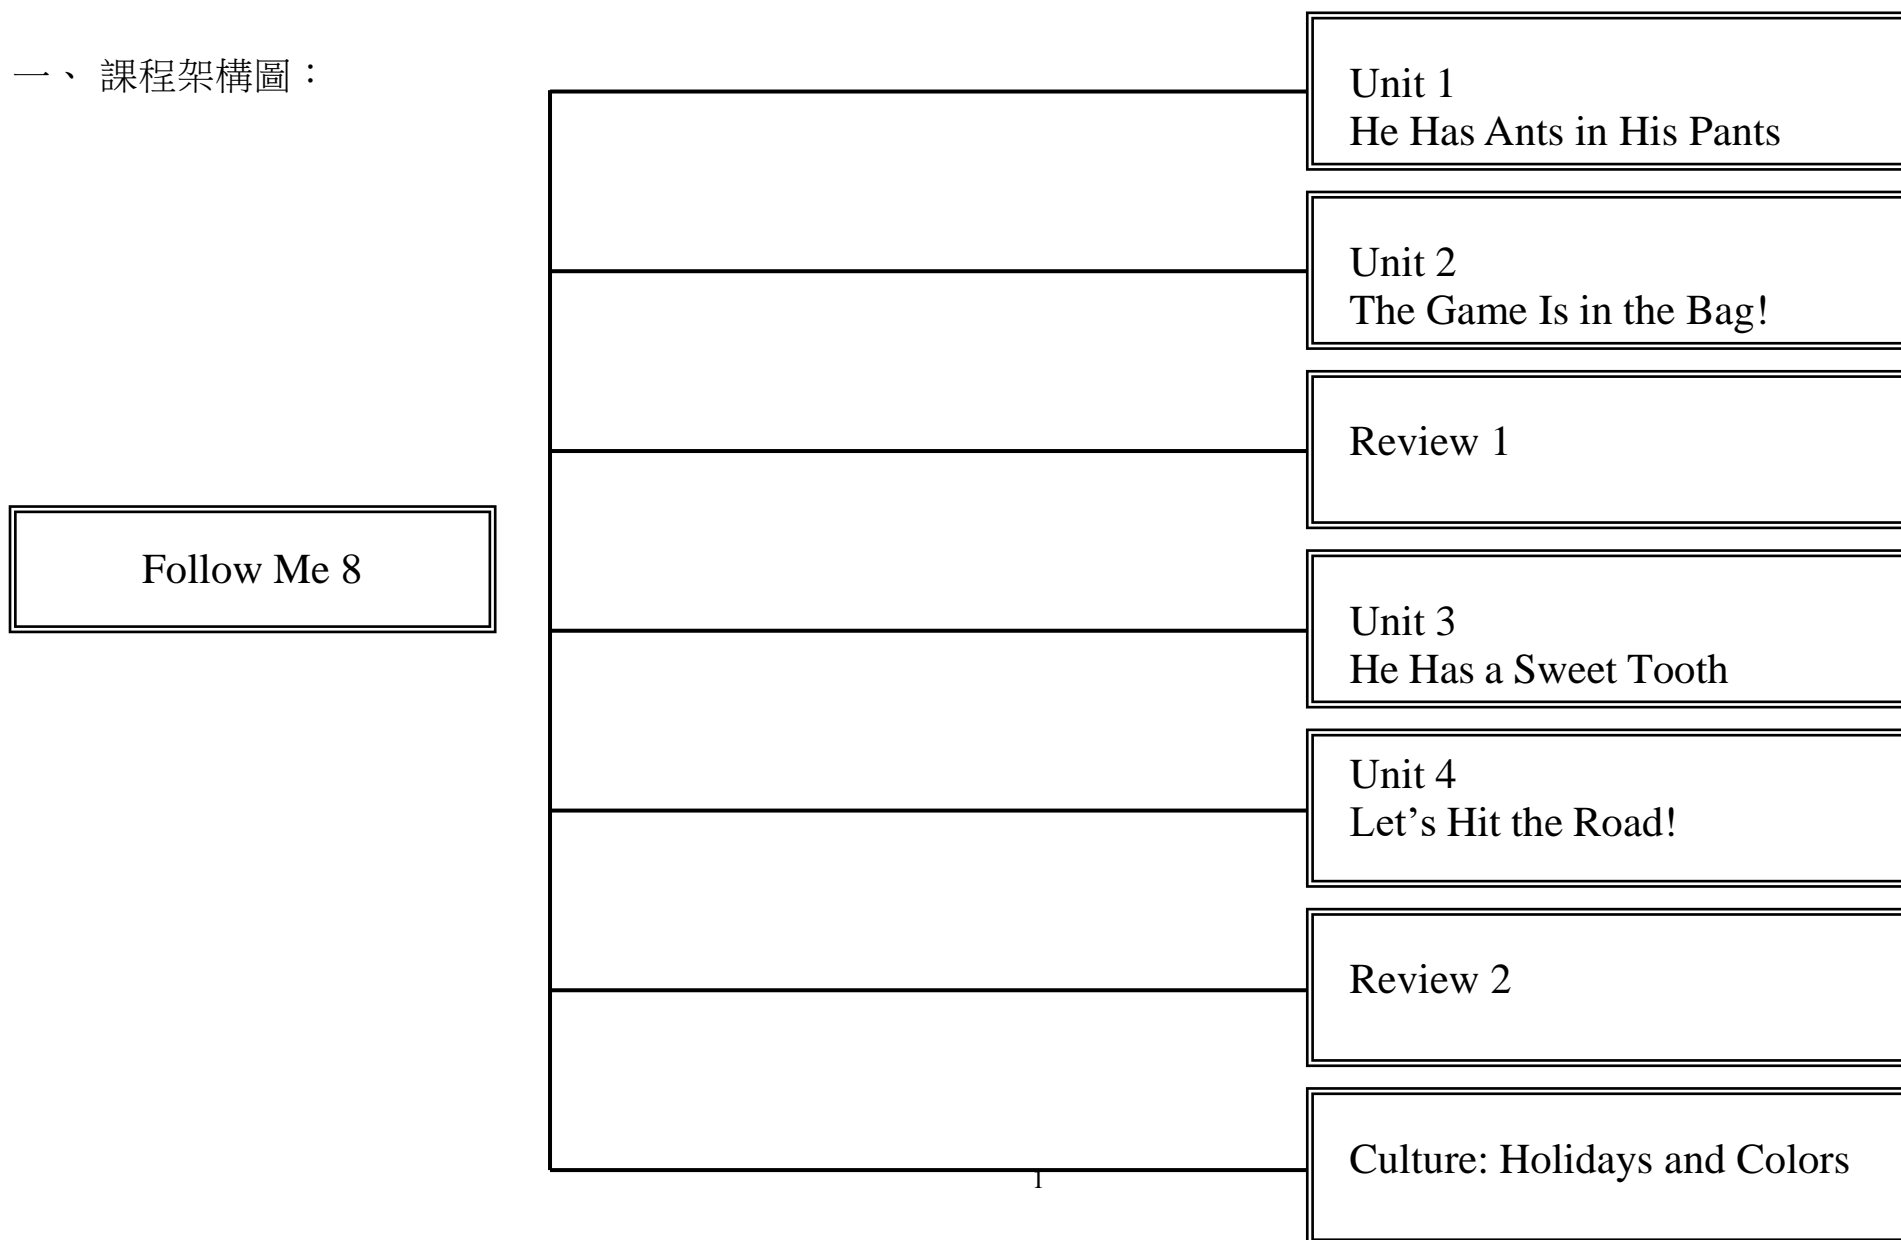 一、 課程架構圖：
Unit 1
He Has Ants in His Pants
Unit 2
The Game Is in the Bag!
Review 1
Follow Me 8
Unit 3
He Has a Sweet Tooth
Unit 4
Let’s Hit the Road!
Review 2
Culture: Holidays and Colors
1